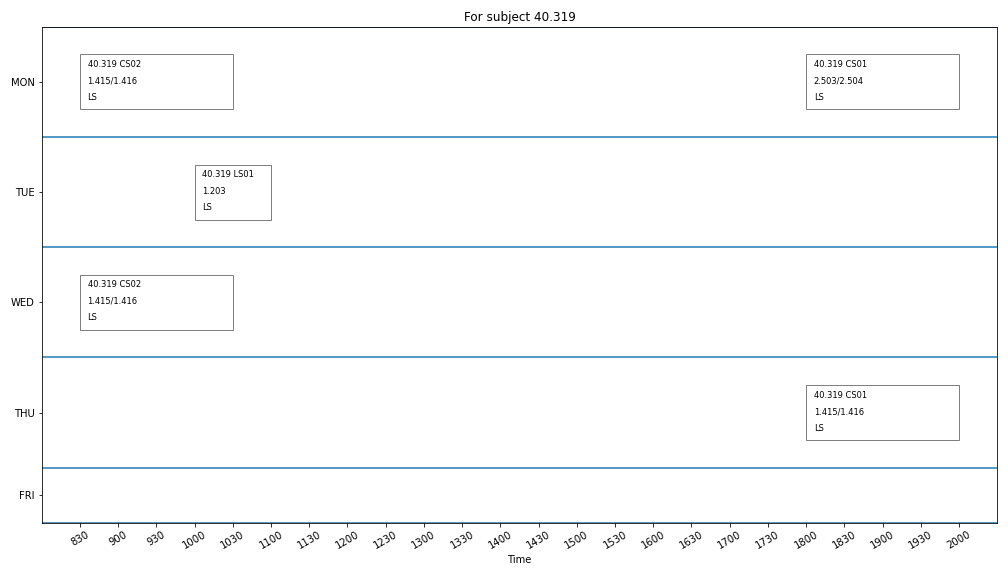 For subject 40.319
MON
40.319 CS02
1.415/1.416
LS
40.319 CS01
2.503/2.504
LS
TUE
40.319 LS01
1.203
LS
WED
40.319 CS02
1.415/1.416
LS
THU
40.319 CS01
1.415/1.416
LS
FRI
830 900 930 1000 1030 1100 1130 1200 1230 1300 1330 1400 1430 1500 1530 1600 1630 1700 1730 1800 1830 1900 1930 2000
Time